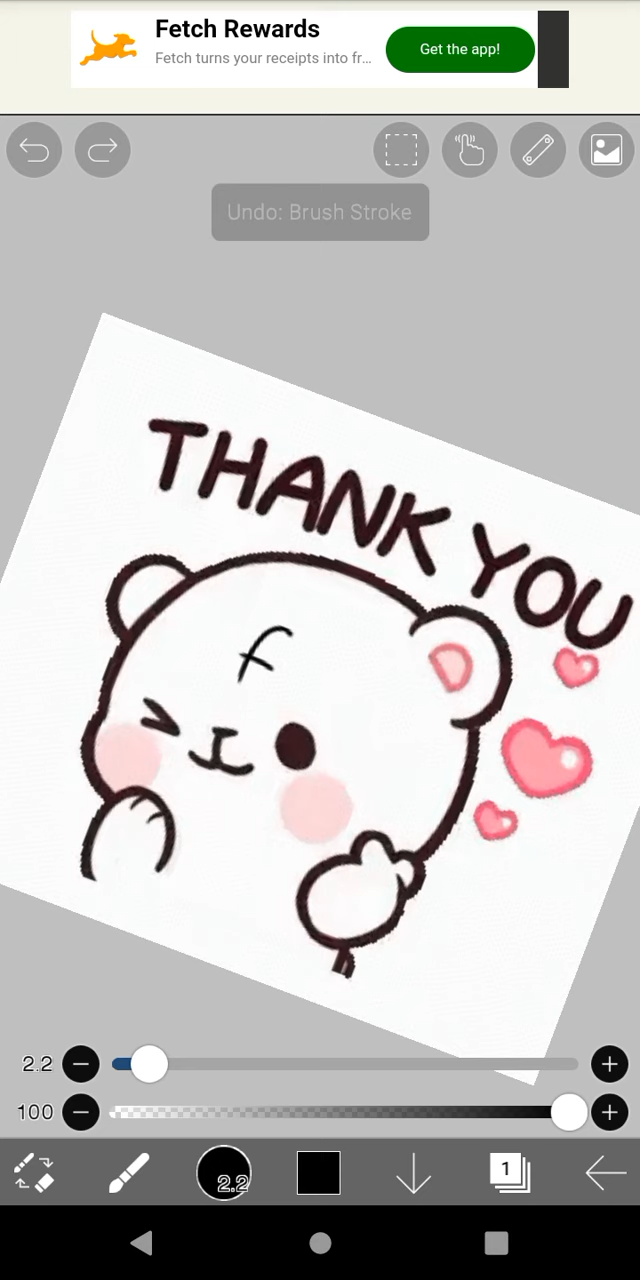 Fetch Rewards
Fetch turns your receipts into fr...
Get the app!
Undo: Brush Stroke
THANK YOU
f
2.2
100
2.2
1